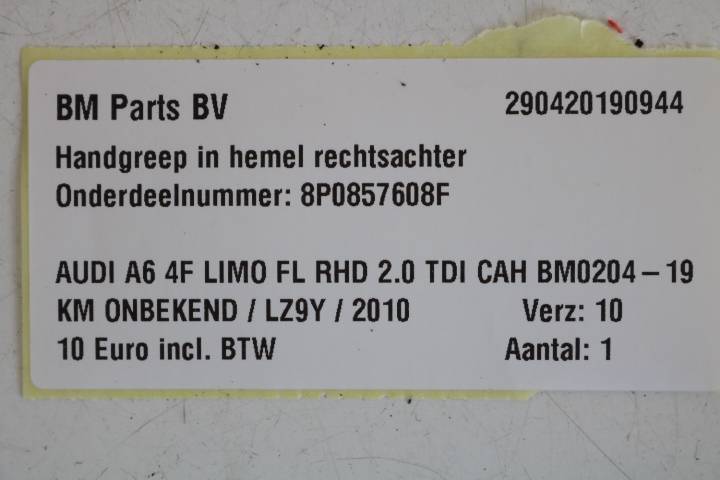 BM Parts BV 290420190944
Handgreep in hemel rechtsachter
Onderdeelnummer: 8P0857608F
AUDI A6 4F LIMO FL RHD 2.0 TDI CAH BM0204-19
KM ONBEKEND / LZ9Y / 2010 Verz: 10
10 Euro incl. BTW Aantal: 1